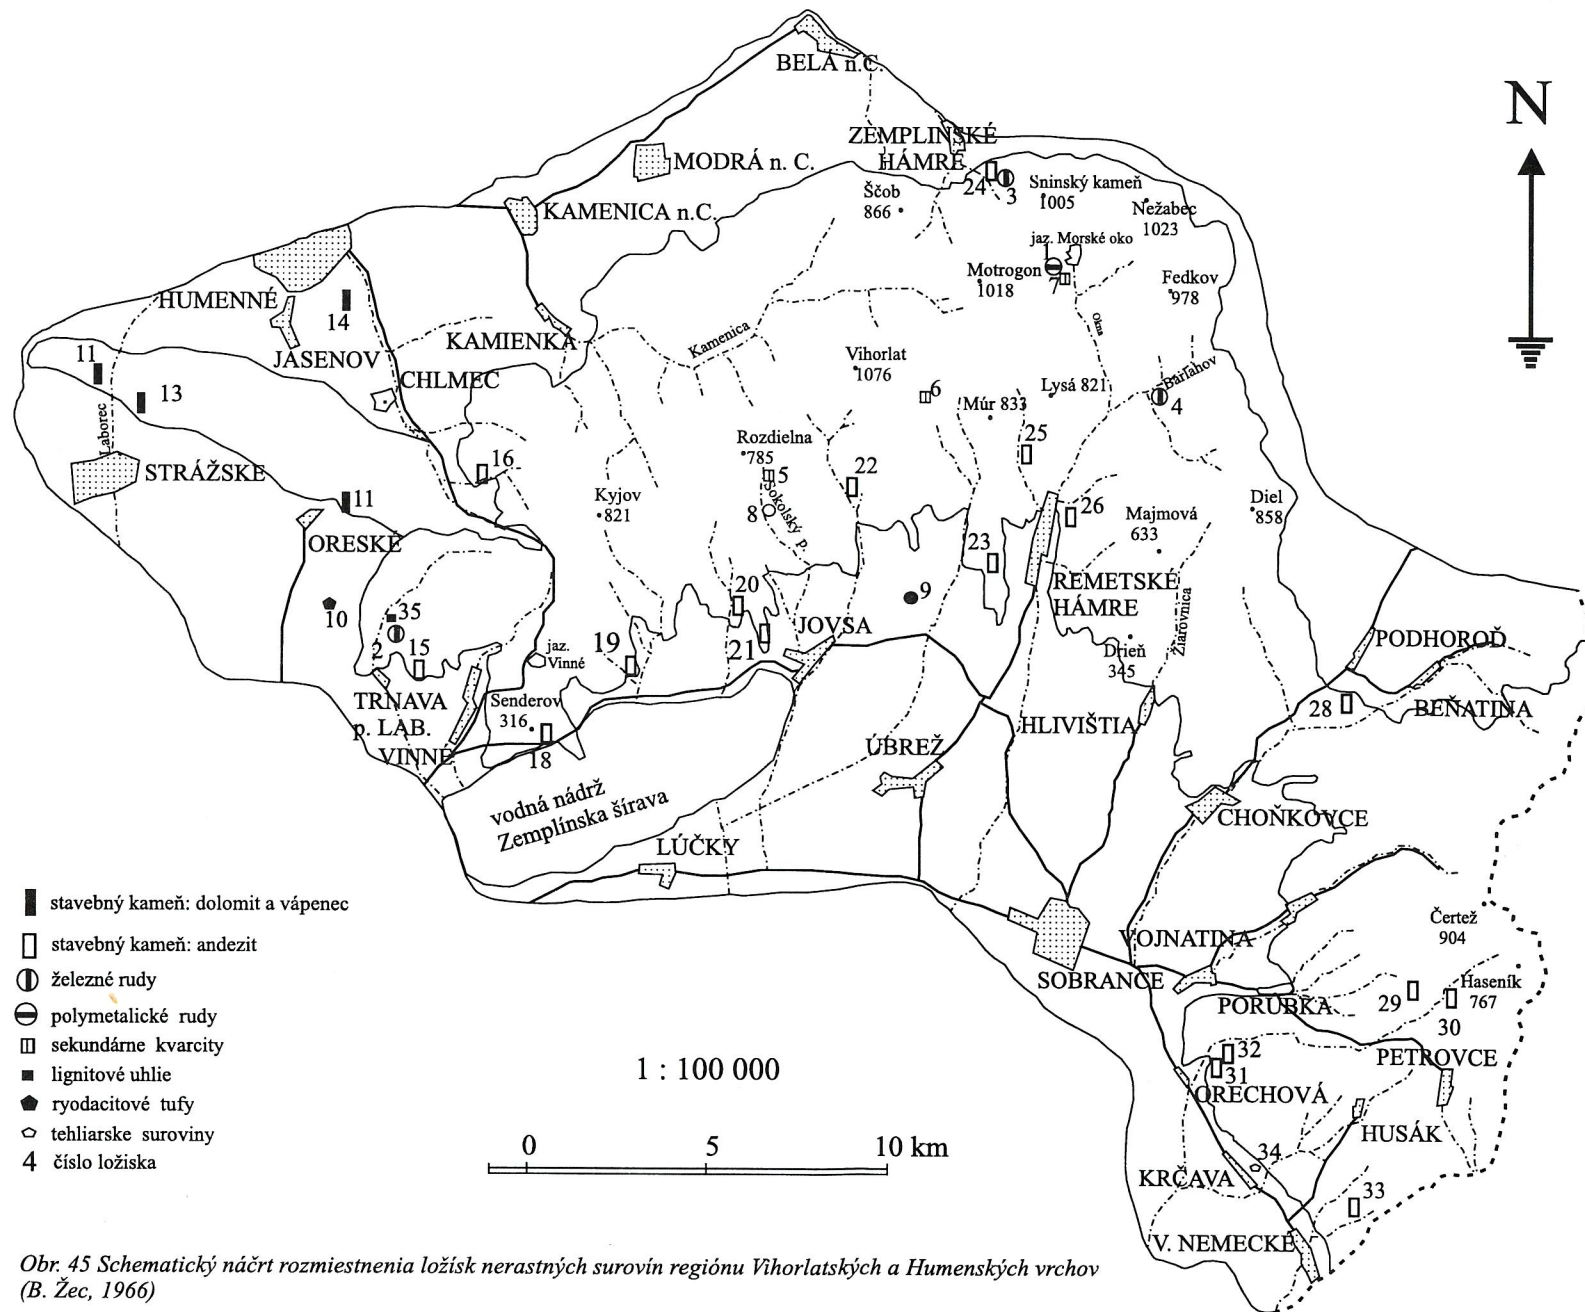 BELÁ n.C.
N
ZEMPLINSKÉ
HÁMRE
MODRÁ n. C.
24
3
Sninský kameň
1005
Ščob
866
Nežabec
1023
KAMENICA n.C.
jaz. Morské oko
1
Motrogon
1018
7
Fedkov
978
HUMENNÉ
14
JASENOV
KAMIENKA
Kamenica
Okna
Vihorlat
1076
11
13
CHLMEC
6
Múr 833
Lysá 821
Barlahov
4
Laborec
STRÁŽSKE
16
Rozdielna
785
5
22
25
Kyjov
821
8
Sokolský p.
26
Majmová
633
Diel
858
11
ORESKÉ
23
REMETSKÉ
HÁMRE
Žiarovnica
10
35
2
15
20
9
21
JOVSA
19
jaz.
Vinné
PODHOROĎ
Drieň
345
TRNAVA
p. LAB.
VINNÉ
Senderov
316
18
HLIVIŠTIA
28
BEŇATINA
ÚBREŽ
vodná nádrž
Zemplínska šírava
CHOŇKOVCE
LÚČKY
stavebný kameň: dolomit a vápenec
stavebný kameň: andezit
železné rudy
polymetalické rudy
sekundárne kvarcity
lignitové uhlie
ryodacitové tufy
tehliarske suroviny
4 číslo ložiska
Čertež
904
VOJNATINA
SOBRANCE
Haseník
767
29
30
PORÚBKA
32
31
PETROVCE
ORECHOVÁ
HUSÁK
1 : 100 000
0 5 10 km
34
KRČAVA
33
V. NEMECKÉ
Obr. 45 Schematický náčrt rozmiestnenia ložísk nerastných surovín regiónu Vihorlatských a Humenských vrchov
(B. Žec, 1966)